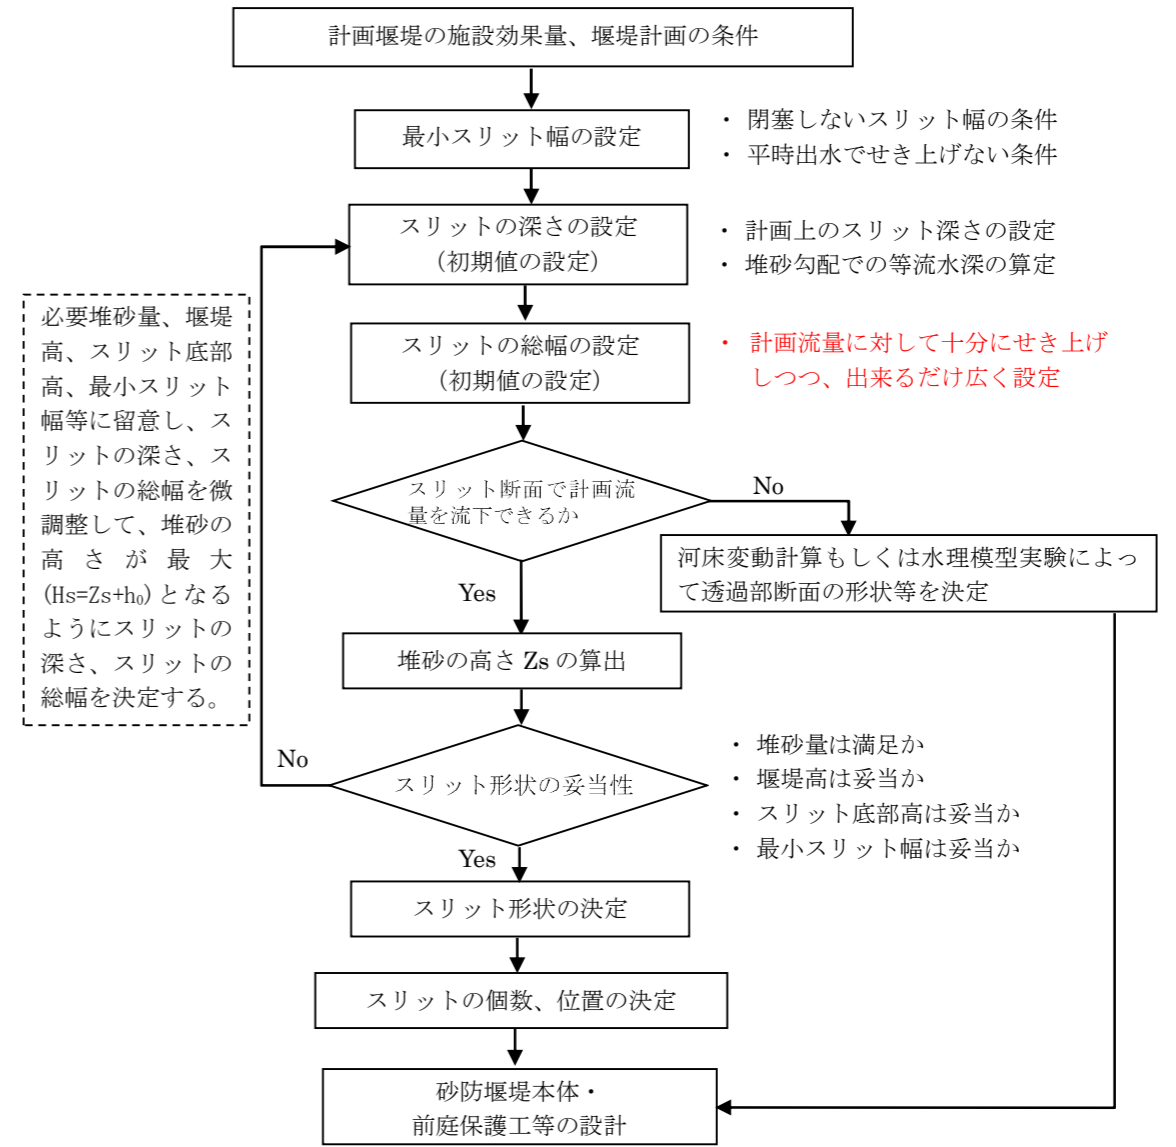 計画堰堤の施設効果量、堰堤計画の条件
最小スリット幅の設定
・ 閉塞しないスリット幅の条件
・ 平時出水でせき上げない条件
スリットの深さの設定
(初期値の設定)
・ 計画上のスリット深さの設定
・ 堆砂勾配での等流水深の算定
必要堆砂量、堰堤
高、スリット底部
高、最小スリット
幅等に留意し、ス
リットの深さ、ス
リットの総幅を微
調整して、堆砂の
高さが最大
(Hs=Zs+h₀)となる
ようにスリットの
深さ、スリットの
総幅を決定する。
スリットの総幅の設定
(初期値の設定)
・ 計画流量に対して十分にせき上げ
しつつ、出来るだけ広く設定
スリット断面で計画流
量を流下できるか
No
河床変動計算もしくは水理模型実験によっ
て透過部断面の形状等を決定
Yes
堆砂の高さ Zs の算出
No
スリット形状の妥当性
・ 堆砂量は満足か
・ 堰堤高は妥当か
・ スリット底部高は妥当か
・ 最小スリット幅は妥当か
Yes
スリット形状の決定
スリットの個数、位置の決定
砂防堰堤本体・
前庭保護工等の設計